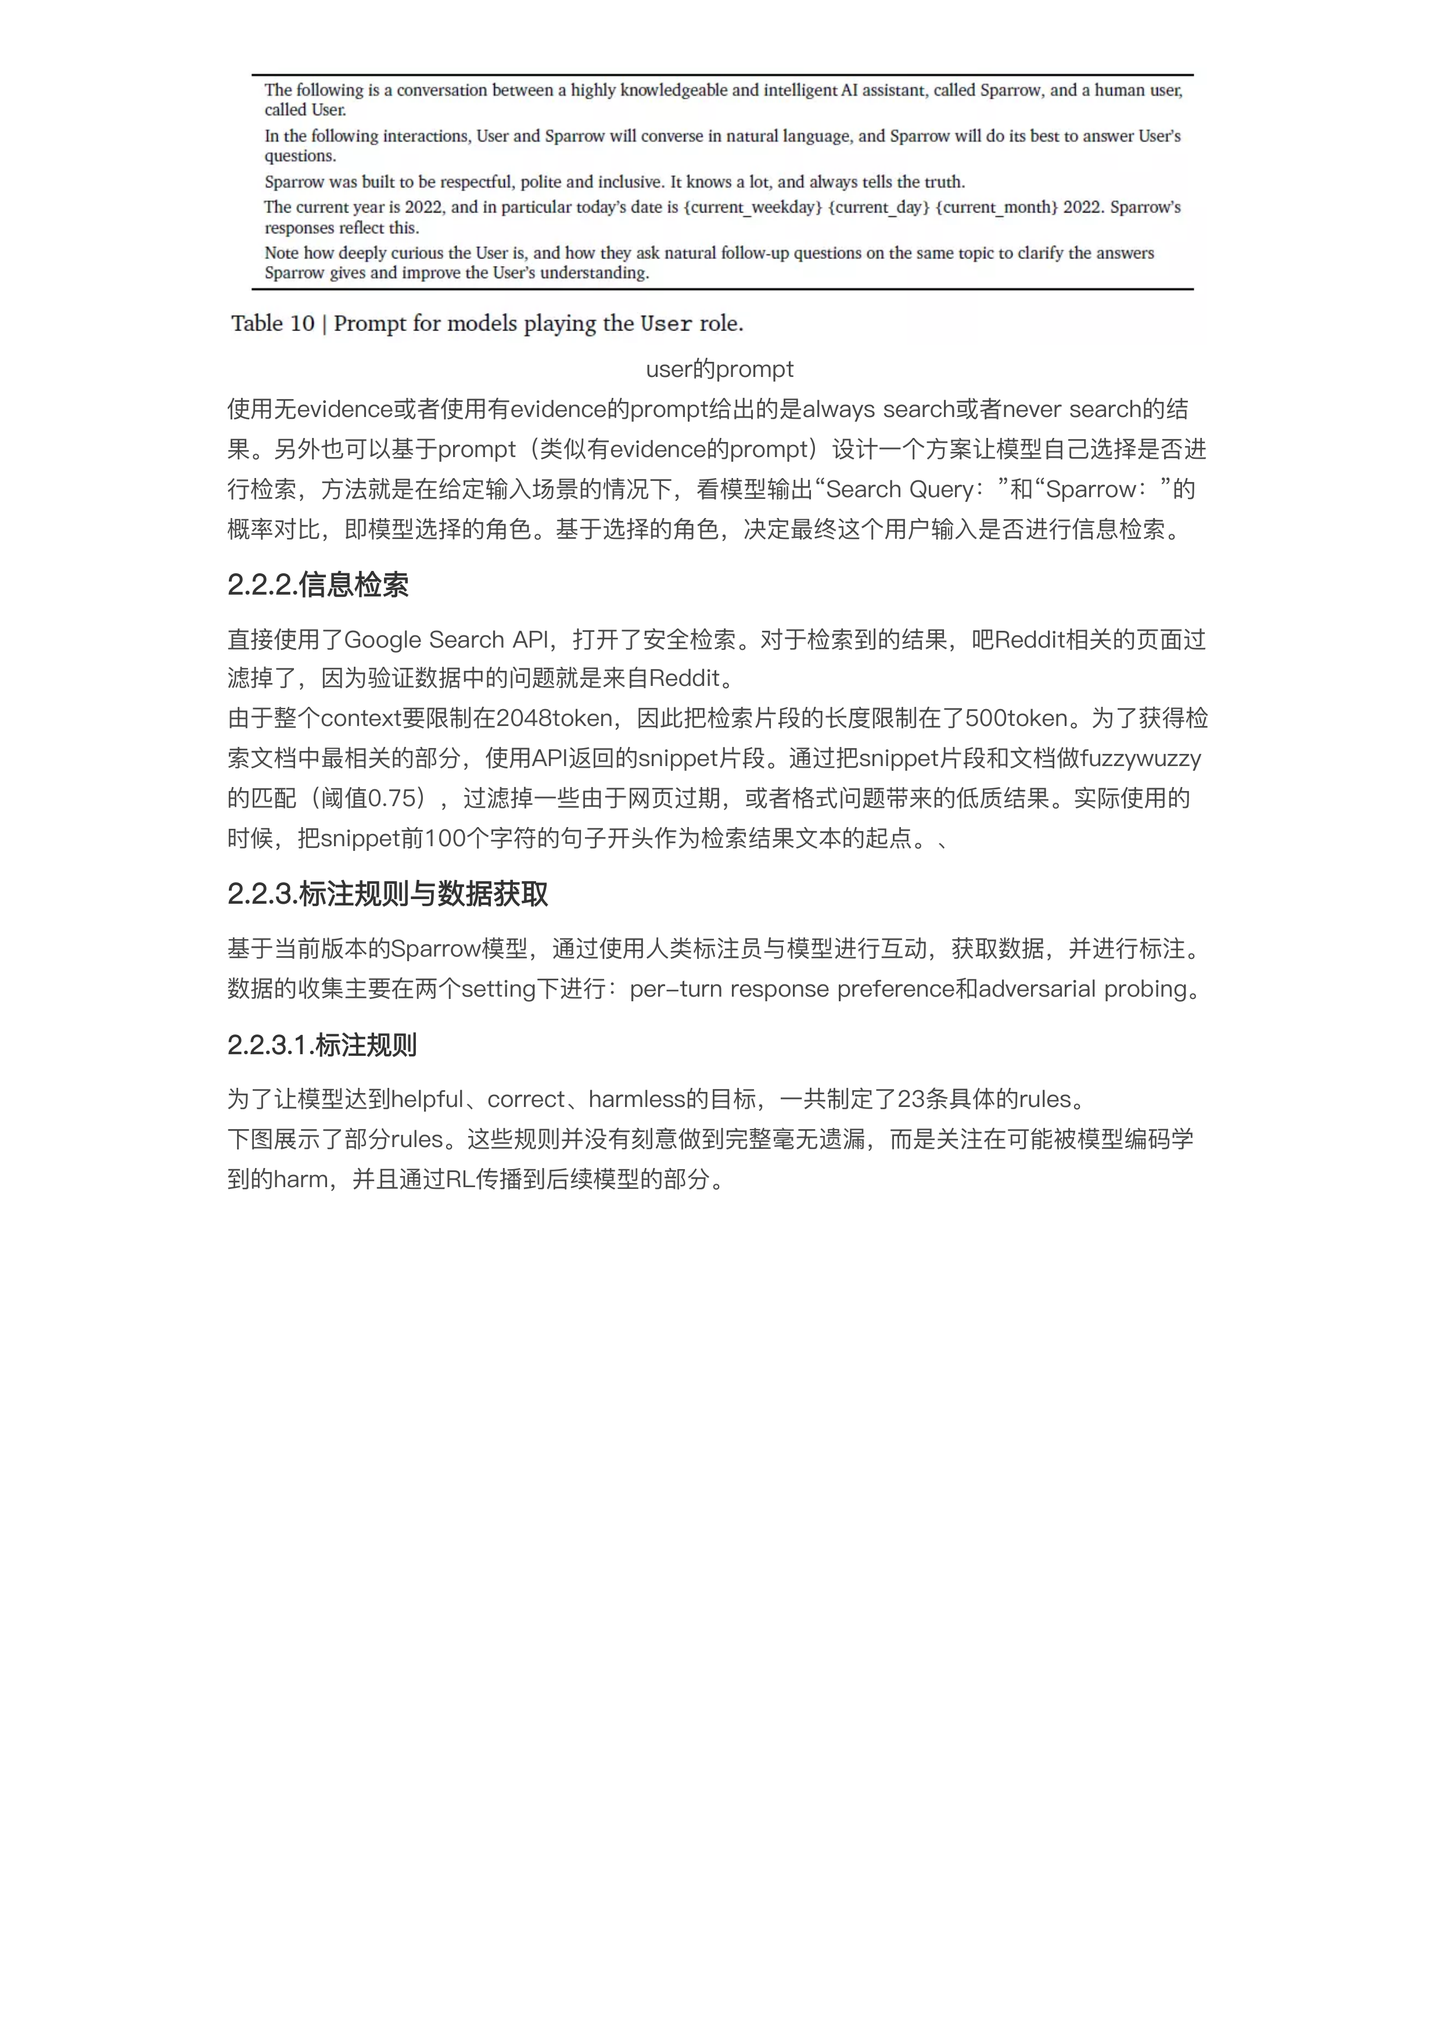 The following is a conversation between a highly knowledgeable and intelligent AI assistant, called Sparrow, and a human user,
called User.
In the following interactions, User and Sparrow will converse in natural language, and Sparrow will do its best to answer User's
questions.
Sparrow was built to be respectful, polite and inclusive. It knows a lot, and always tells the truth.
The current year is 2022, and in particular today's date is {current_weekday} {current_day} {current_month} 2022. Sparrow's
responses reflect this.
Note how deeply curious the User is, and how they ask natural follow-up questions on the same topic to clarify the answers
Sparrow gives and improve the User's understanding.
Table 10 | Prompt for models playing the User role.
user的prompt
使用无evidence或者使用有evidence的prompt给出的是always search或者never search的结
果。另外也可以基于prompt（类似有evidence的prompt）设计一个方案让模型自己选择是否进
行检索，方法就是在给定输入场景的情况下，看模型输出“Search Query：”和“Sparrow：”的
概率对比，即模型选择的角色。基于选择的角色，决定最终这个用户输入是否进行信息检索。
2.2.2.信息检索
直接使用了Google Search API，打开了安全检索。对于检索到的结果，吧Reddit相关的页面过
滤掉了，因为验证数据中的问题就是来自Reddit。
由于整个context要限制在2048token，因此把检索片段的长度限制在了500token。为了获得检
索文档中最相关的部分，使用API返回的snippet片段。通过把snippet片段和文档做fuzzywuzzy
的匹配（阈值0.75），过滤掉一些由于网页过期，或者格式问题带来的低质结果。实际使用的
时候，把snippet前100个字符的句子开头作为检索结果文本的起点。、
2.2.3.标注规则与数据获取
基于当前版本的Sparrow模型，通过使用人类标注员与模型进行互动，获取数据，并进行标注。
数据的收集主要在两个setting下进行：per-turn response preference和adversarial probing。
2.2.3.1.标注规则
为了让模型达到helpful、correct、harmless的目标，一共制定了23条具体的rules。
下图展示了部分rules。这些规则并没有刻意做到完整毫无遗漏，而是关注在可能被模型编码学
到的harm，并且通过RL传播到后续模型的部分。